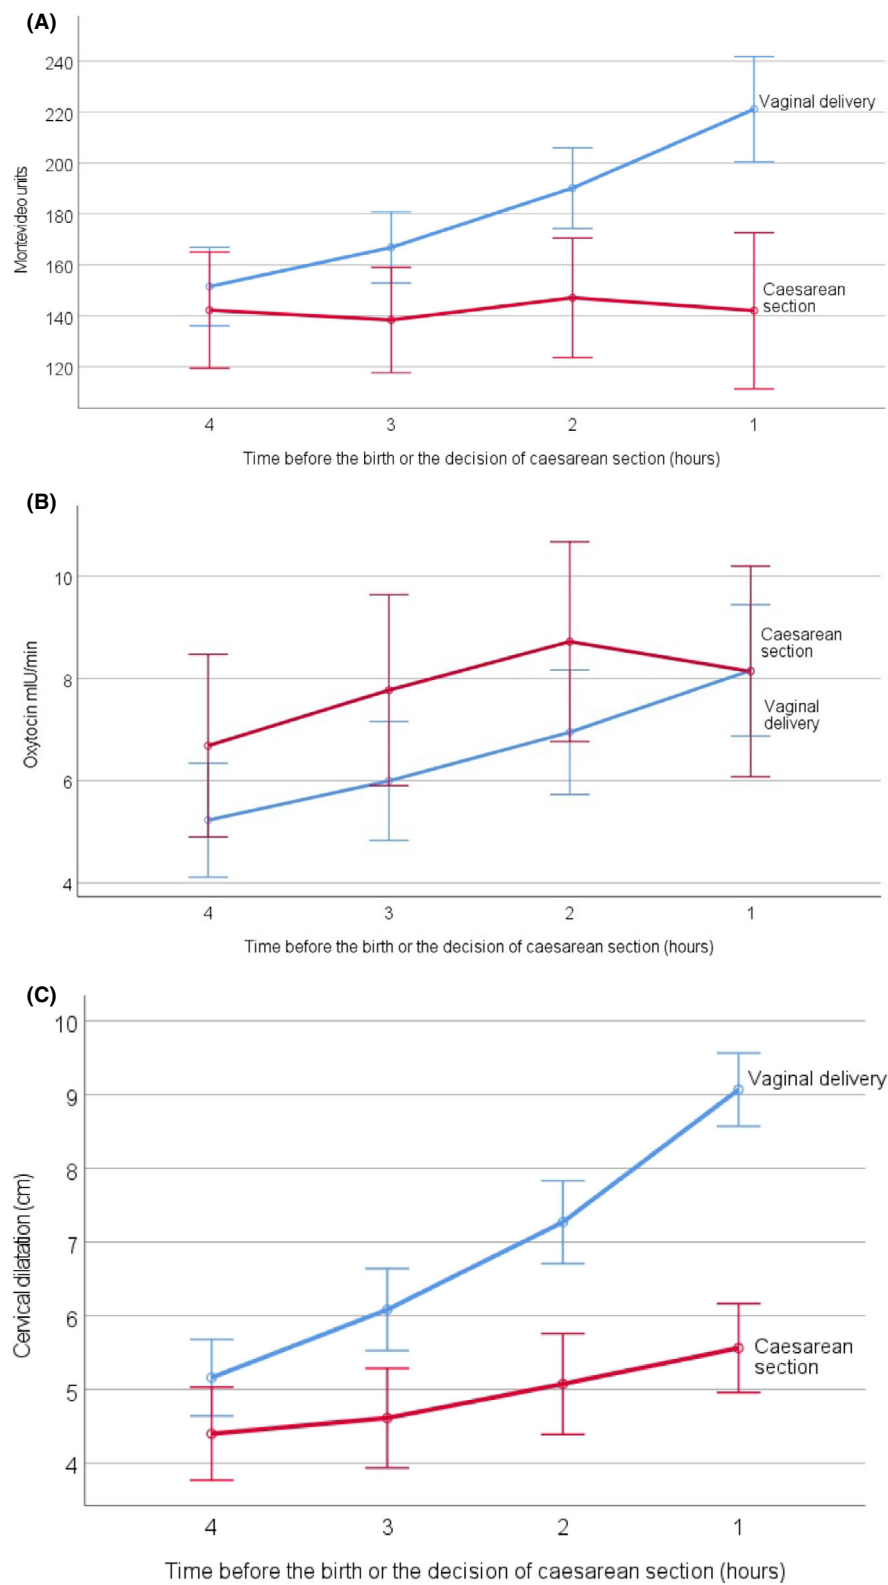 (A)
Montevideo units
240
220
200
180
160
140
120
Vaginal delivery
Caesarean
section
4 3 2 1
Time before the birth or the decision of caesarean section (hours)
(B)
Oxytocin mIU/min
10
8
6
4
Caesarean
section
Vaginal
delivery
4 3 2 1
Time before the birth or the decision of caesarean section (hours)
(C)
Cervical dilatation (cm)
10
9
8
7
6
5
4
Vaginal delivery
Caesarean
section
4 3 2 1
Time before the birth or the decision of caesarean section (hours)